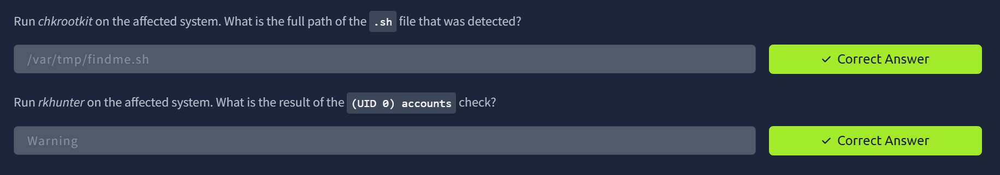 Run chkrootkit on the affected system. What is the full path of the .sh file that was detected?
/var/tmp/findme.sh
✓ Correct Answer
Run rkhunter on the affected system. What is the result of the (UID 0) accounts check?
Warning
✓ Correct Answer